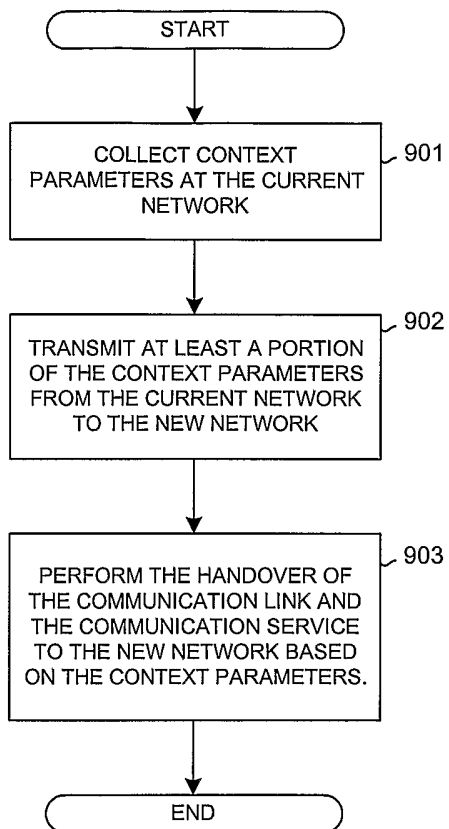 START
COLLECT CONTEXT
PARAMETERS AT THE CURRENT
NETWORK
901
TRANSMIT AT LEAST A PORTION
OF THE CONTEXT PARAMETERS
FROM THE CURRENT NETWORK
TO THE NEW NETWORK
902
PERFORM THE HANDOVER OF
THE COMMUNICATION LINK AND
THE COMMUNICATION SERVICE
TO THE NEW NETWORK BASED
ON THE CONTEXT PARAMETERS.
903
END